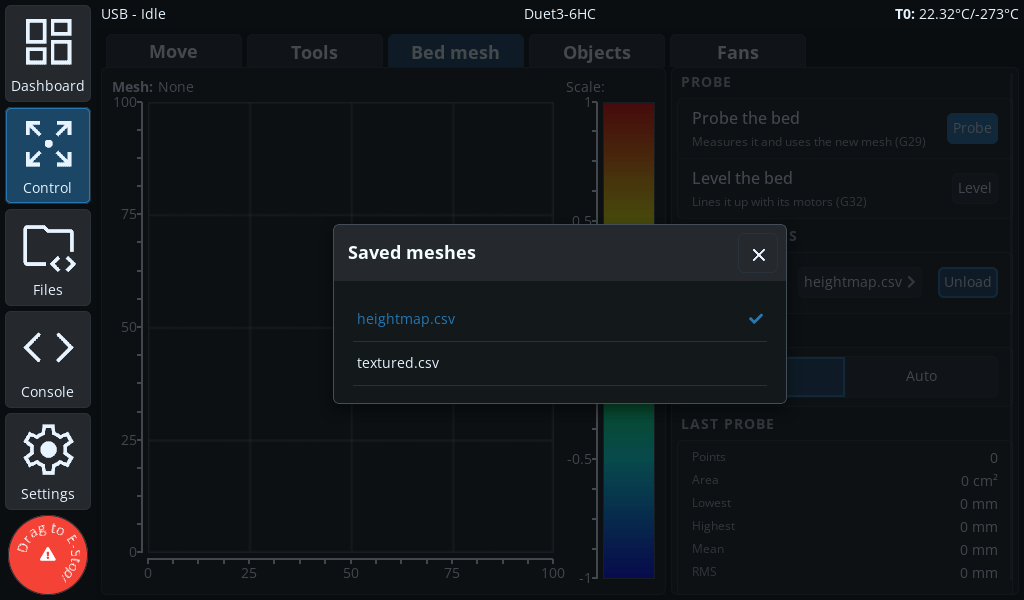 USB - Idle
Duet3-6HC
T0: 22.32°C/-273°C
Dashboard
Control
Files
Console
Settings
Drag to E-Stop!
Move
Tools
Bed mesh
Objects
Fans
Mesh: None
Scale:
100
75
50
25
0
0
25
50
75
100
1
0.5
-0.5
-1
PROBE
Probe the bed
Measures it and uses the new mesh (G29)
Probe
Level the bed
Lines it up with its motors (G32)
Level
heightmap.csv
Unload
Auto
LAST PROBE
Points 0
Area 0 cm²
Lowest 0 mm
Highest 0 mm
Mean 0 mm
RMS 0 mm
Saved meshes
heightmap.csv
textured.csv